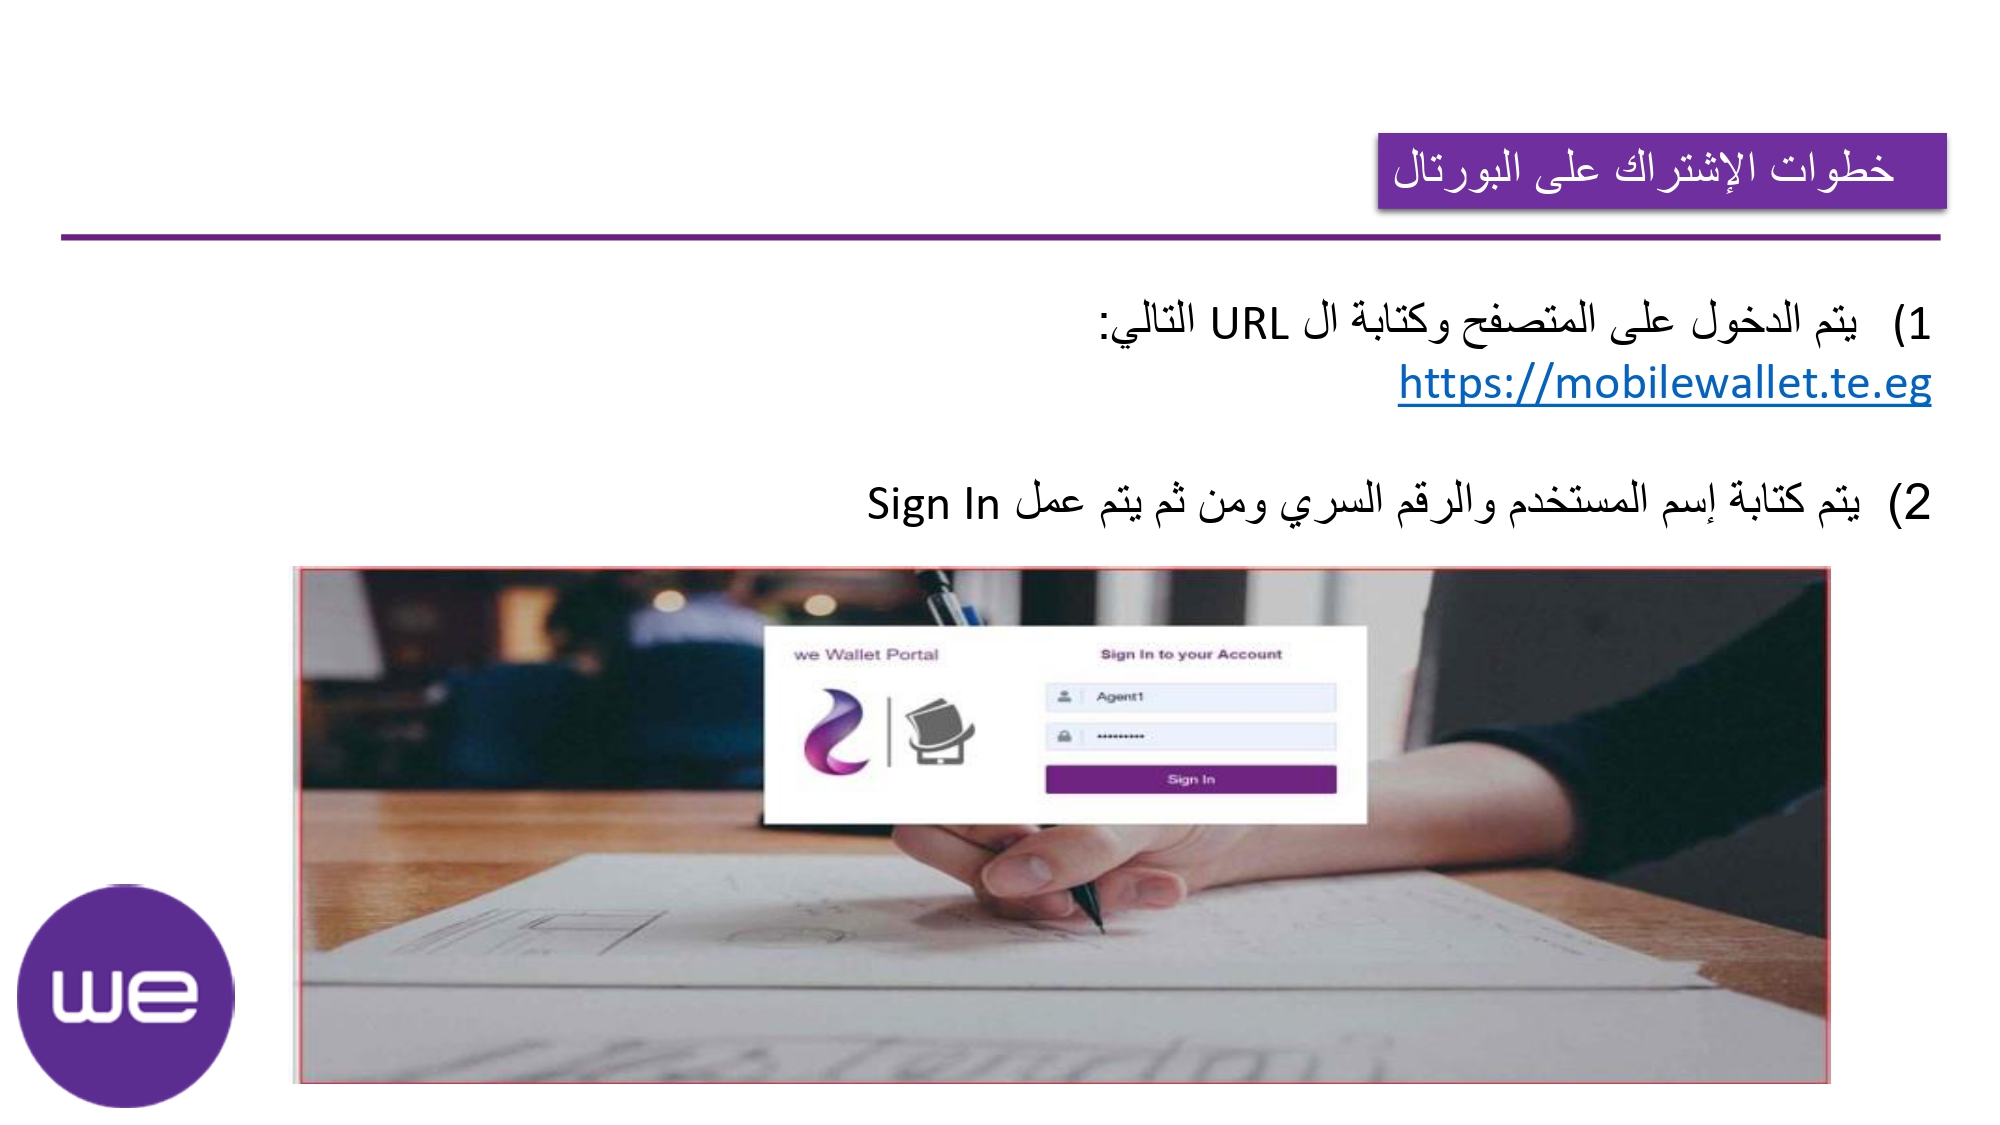 خطوات الإشتراك على البورتال
1) يتم الدخول على المتصفح وكتابة ال URL التالي:
https://mobilewallet.te.eg
2) يتم كتابة إسم المستخدم والرقم السري ومن ثم يتم عمل Sign In
we Wallet Portal
Sign In to your Account
Agent1
•••••••••
Sign In
we